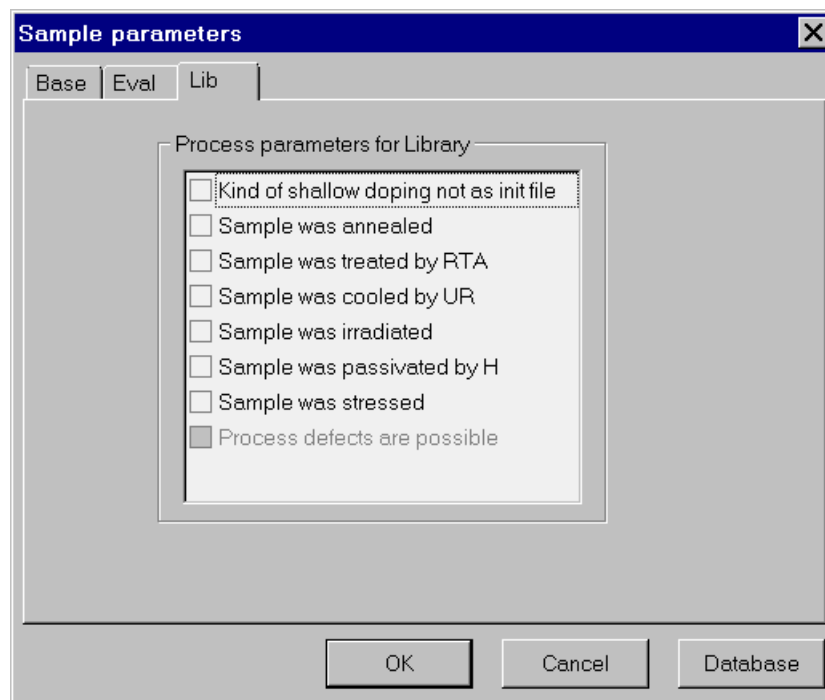 Sample parameters
Base Eval Lib
Process parameters for Library
Kind of shallow doping not as init file
Sample was annealed
Sample was treated by RTA
Sample was cooled by UR
Sample was irradiated
Sample was passivated by H
Sample was stressed
Process defects are possible
OK Cancel Database